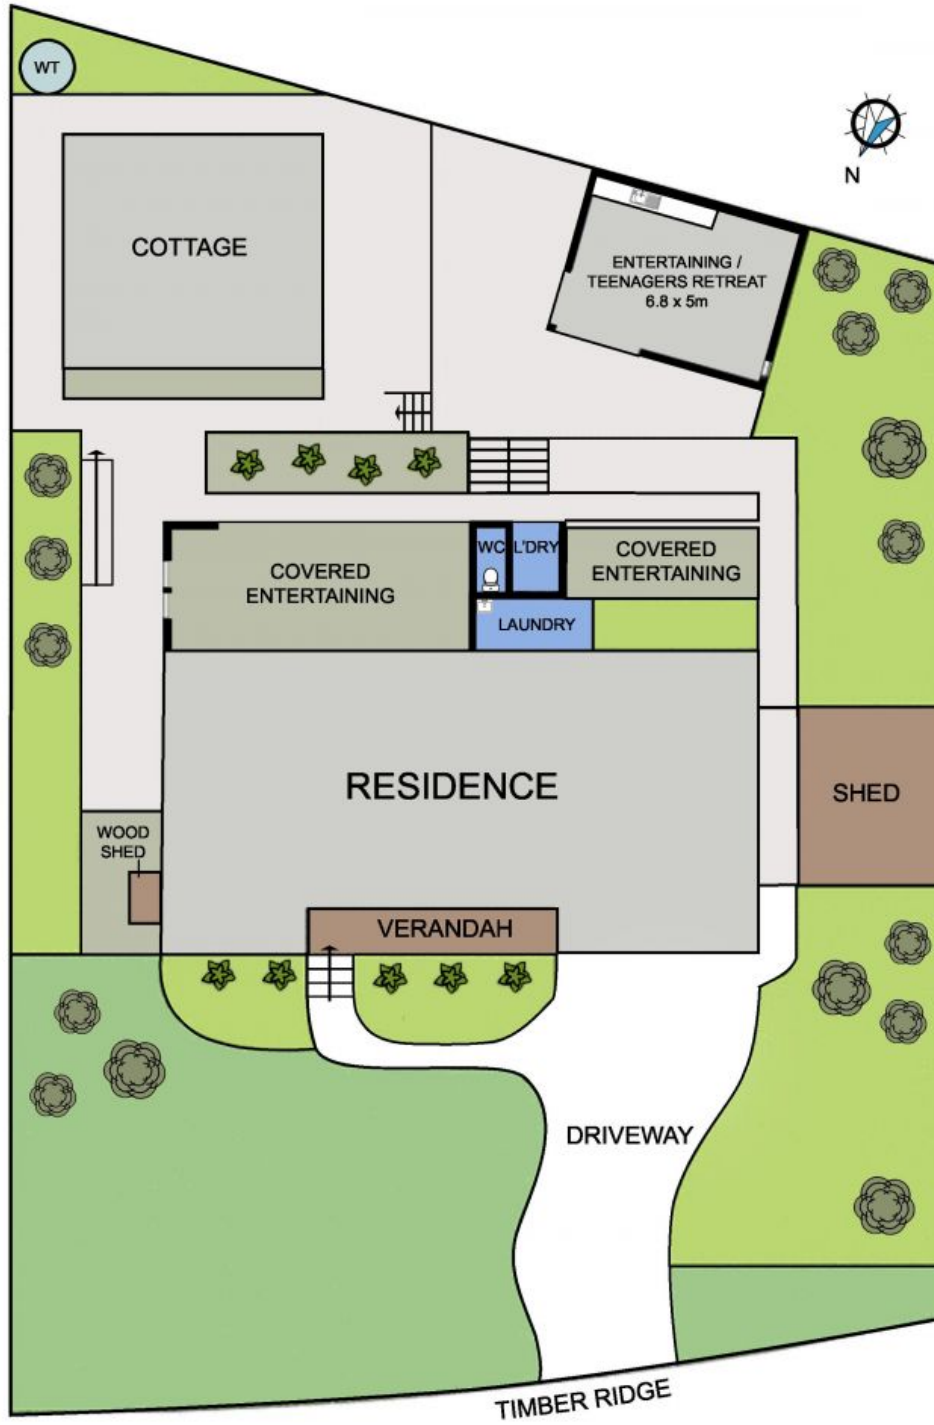 WT
N
COTTAGE
ENTERTAINING /
TEENAGERS RETREAT
6.8 x 5m
COVERED
ENTERTAINING
WC
L'DRY
COVERED
ENTERTAINING
LAUNDRY
RESIDENCE
SHED
WOOD
SHED
VERANDAH
DRIVEWAY
TIMBER RIDGE